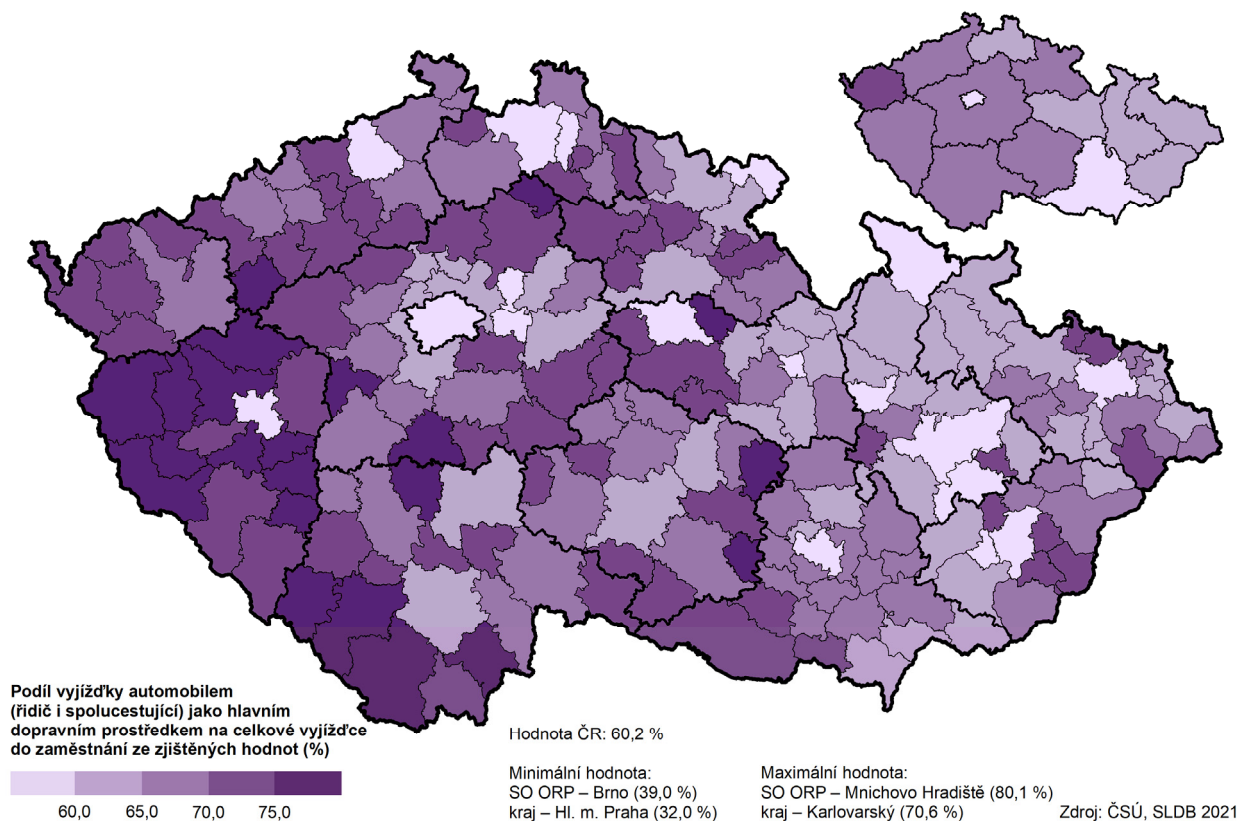 Podíl vyjížďky automobilem
(řidič i spolucestující) jako hlavním
dopravním prostředkem na celkové vyjížďce
do zaměstnání ze zjištěných hodnot (%)
60,0 65,0 70,0 75,0
Hodnota ČR: 60,2 %
Minimální hodnota:
SO ORP – Brno (39,0 %)
kraj – Hl. m. Praha (32,0 %)
Maximální hodnota:
SO ORP – Mnichovo Hradiště (80,1 %)
kraj – Karlovarský (70,6 %)
Zdroj: ČSÚ, SLDB 2021